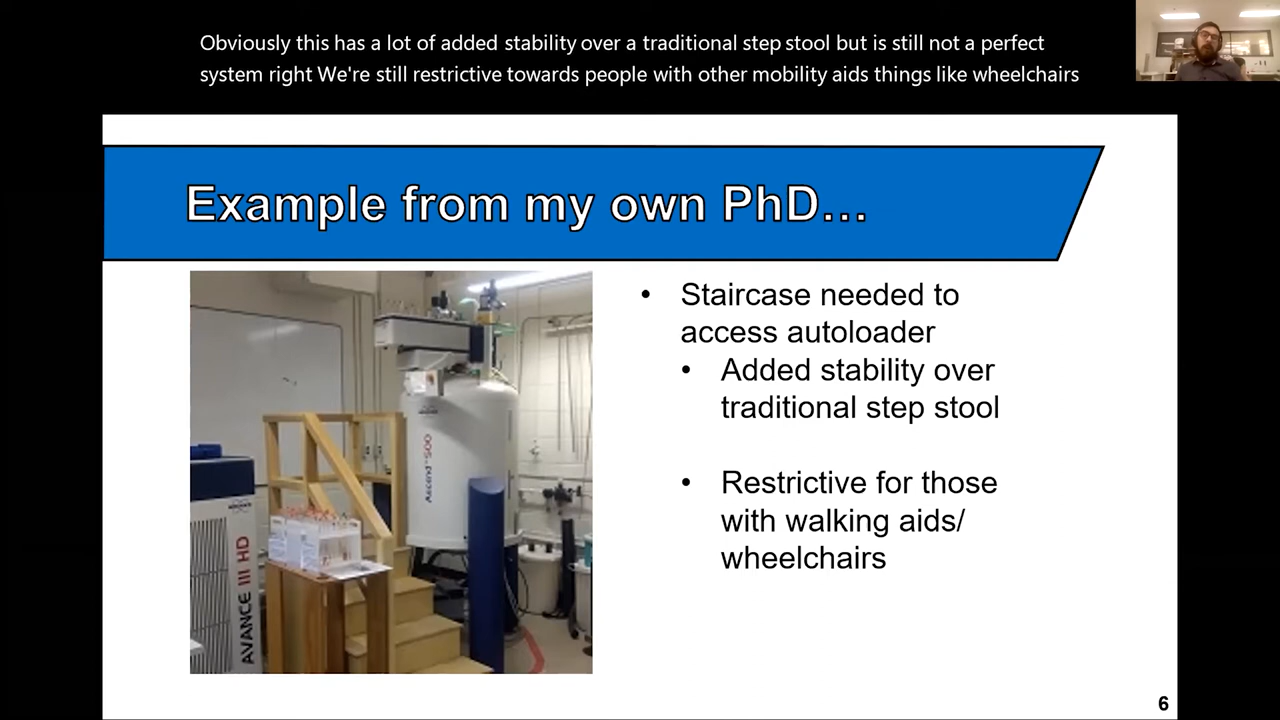 Obviously this has a lot of added stability over a traditional step stool but is still not a perfect
system right We're still restrictive towards people with other mobility aids things like wheelchairs
Example from my own PhD...
• Staircase needed to
access autoloader
• Added stability over
traditional step stool
• Restrictive for those
with walking aids/
wheelchairs
Ascend 500
AVANCE III HD
6